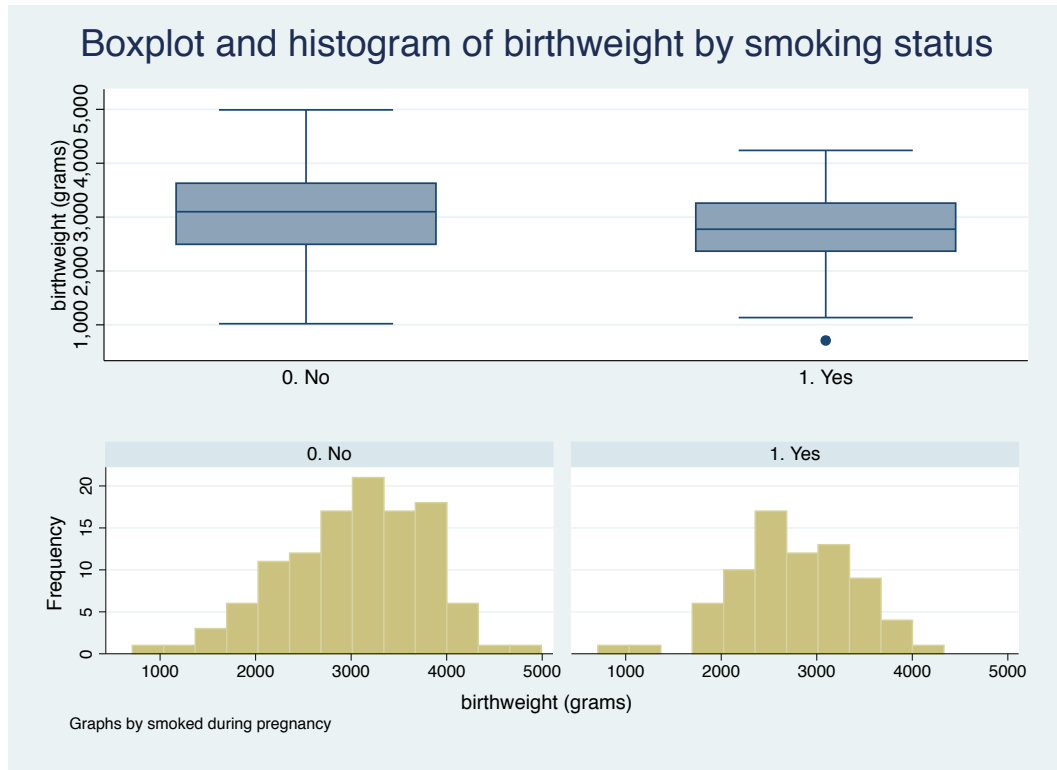 Boxplot and histogram of birthweight by smoking status
birthweight (grams)
1,000 2,000 3,000 4,000 5,000
0. No 1. Yes
0. No 1. Yes
Frequency
0 5 10 15 20
1000 2000 3000 4000 5000 1000 2000 3000 4000 5000
birthweight (grams)
Graphs by smoked during pregnancy